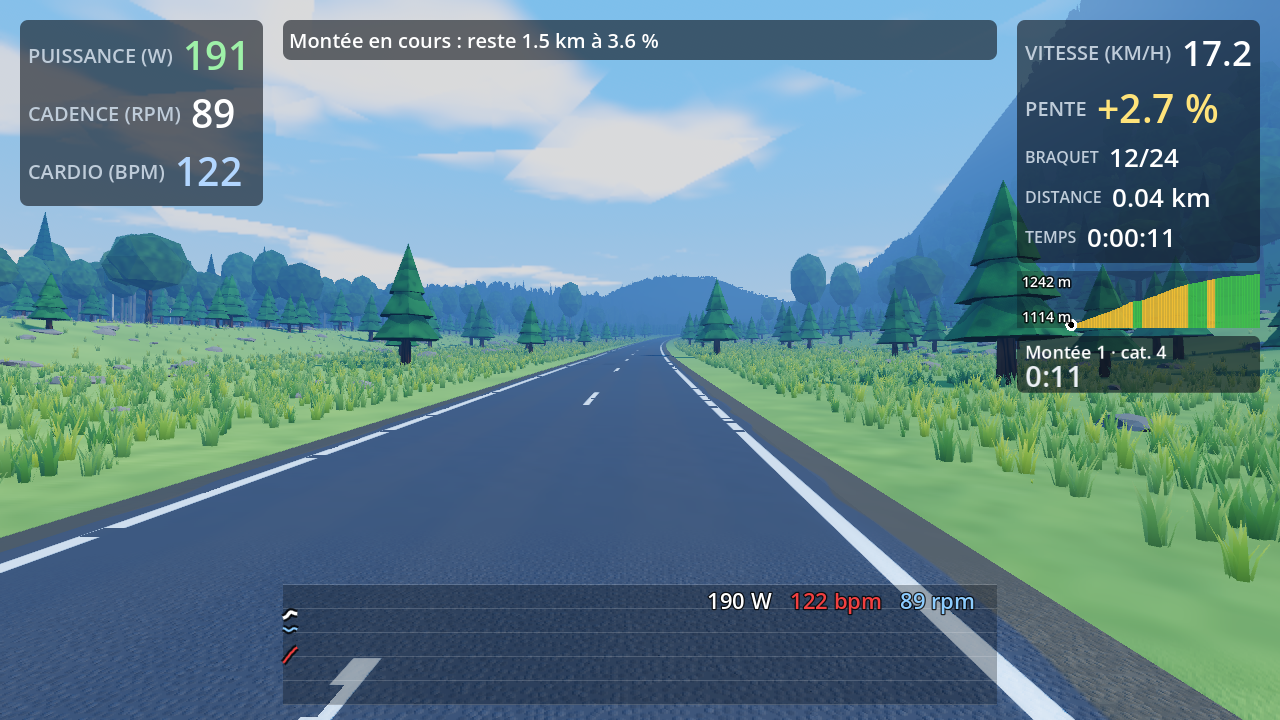 PUISSANCE (W) 191
CADENCE (RPM) 89
CARDIO (BPM) 122
Montée en cours : reste 1.5 km à 3.6 %
VITESSE (KM/H) 17.2
PENTE +2.7 %
BRAQUET 12/24
DISTANCE 0.04 km
TEMPS 0:00:11
1242 m
1114 m
Montée 1 · cat. 4
0:11
190 W 122 bpm 89 rpm